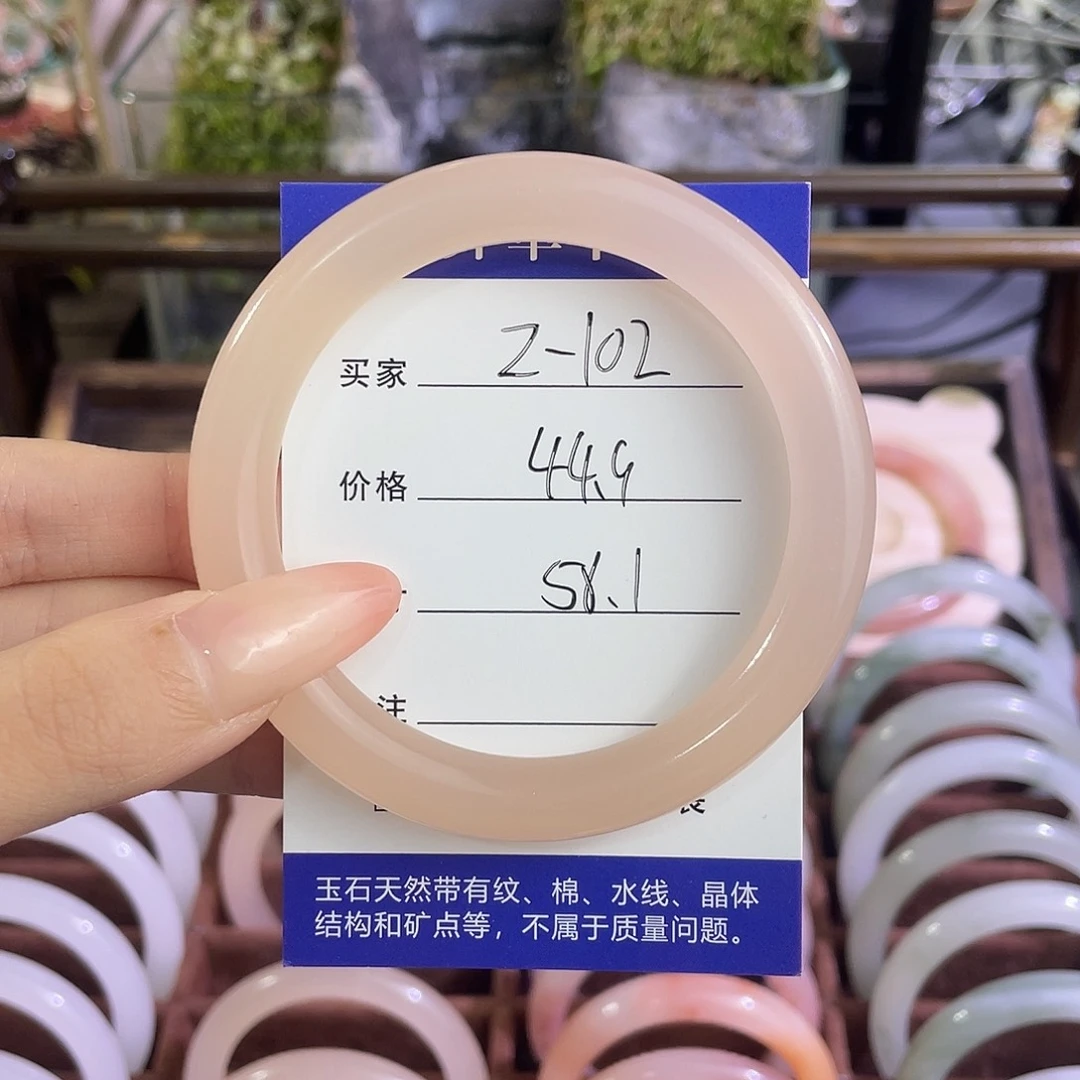 买家 Z-102
价格 44.9
58.1
注
玉石天然带有纹、棉、水线、晶体
结构和矿点等，不属于质量问题。